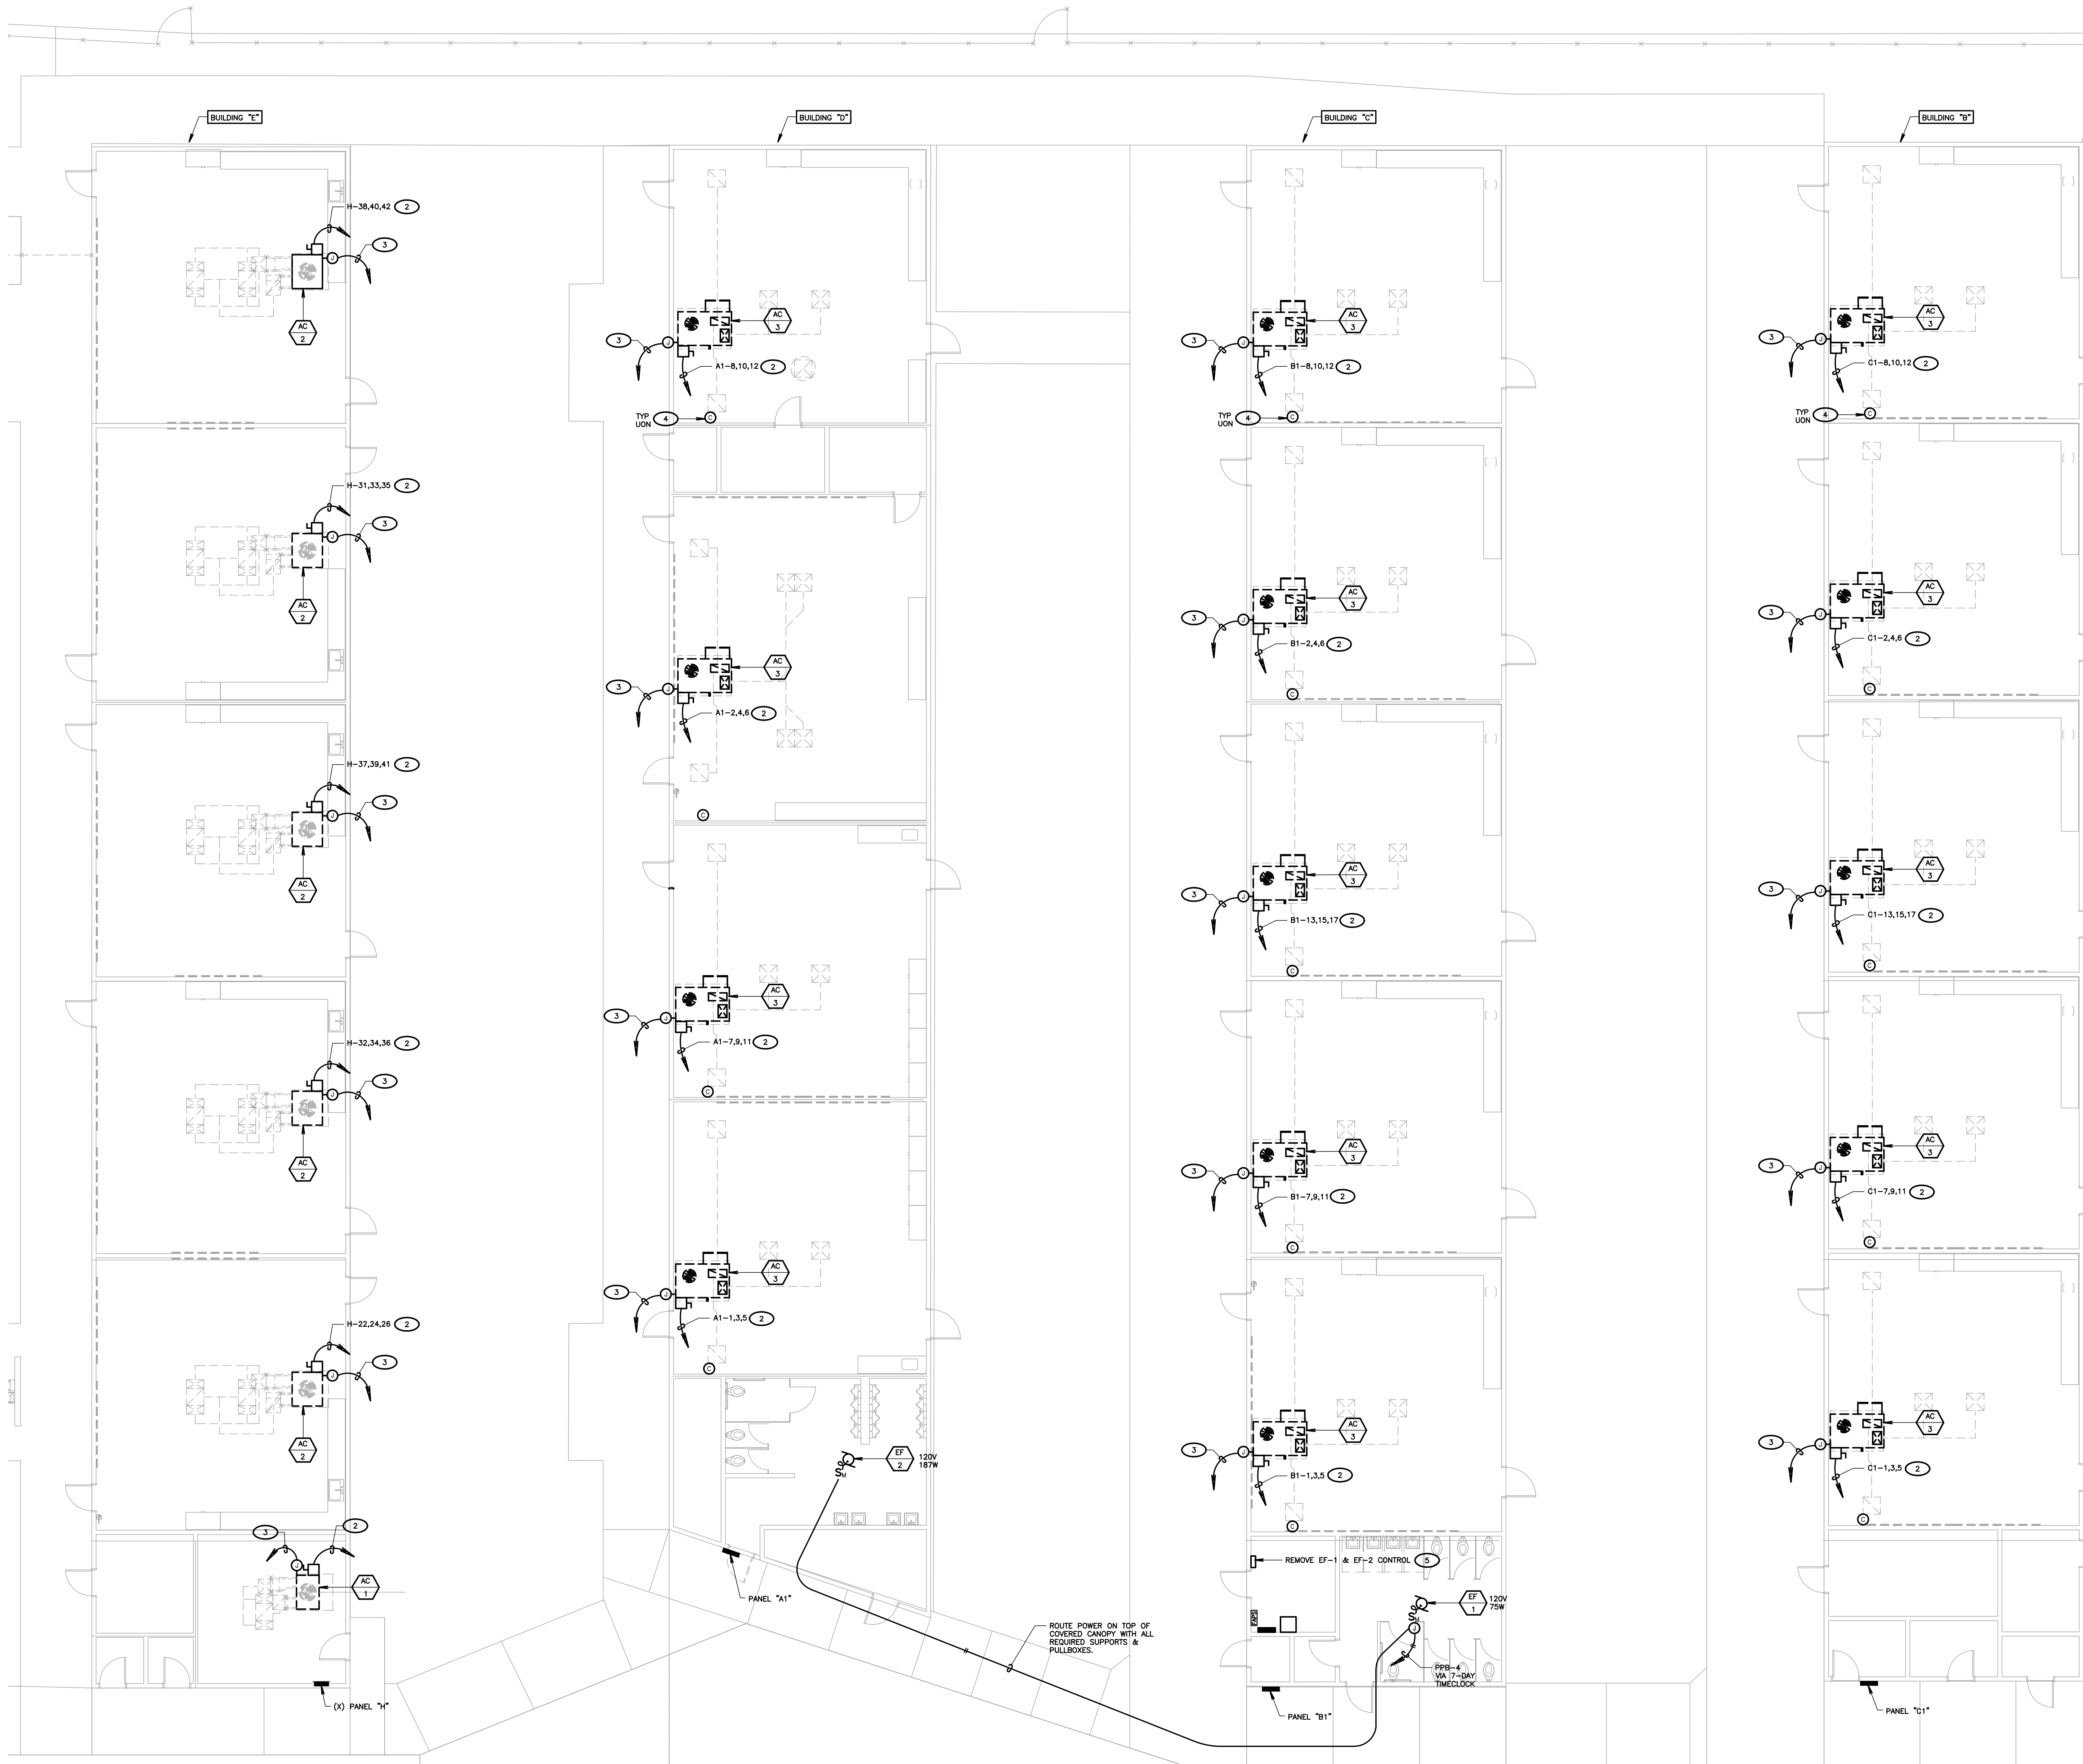 BUILDING "E"
BUILDING "D"
BUILDING "C"
BUILDING "B"
H-38,40,42 2
3
J
AC
2
H-31,33,35 2
3
J
AC
2
H-37,39,41 2
3
J
AC
2
H-32,34,36 2
3
J
AC
2
H-22,24,26 2
3
J
AC
2
3
2
J
AC
1
(X) PANEL "H"
AC
3
3
J
A1-8,10,12 2
TYP
UON
4
C
AC
3
3
J
A1-2,4,6 2
C
AC
3
3
J
A1-7,9,11 2
C
AC
3
3
J
A1-1,3,5 2
C
EF
2
120V
187W
SM
PANEL "A1"
ROUTE POWER ON TOP OF
COVERED CANOPY WITH ALL
REQUIRED SUPPORTS &
PULLBOXES.
AC
3
3
J
B1-8,10,12 2
TYP
UON
4
C
AC
3
3
J
B1-2,4,6 2
C
AC
3
3
J
B1-13,15,17 2
C
AC
3
3
J
B1-7,9,11 2
C
AC
3
3
J
B1-1,3,5 2
C
REMOVE EF-1 & EF-2 CONTROL 5
EF
1
120V
75W
SM
J
FAPS
PPB-4
VIA 7-DAY
TIMECLOCK
PANEL "B1"
AC
3
3
J
C1-8,10,12 2
TYP
UON
4
C
AC
3
3
J
C1-2,4,6 2
C
AC
3
3
J
C1-13,15,17 2
C
AC
3
3
J
C1-7,9,11 2
C
AC
3
3
J
C1-1,3,5 2
C
PANEL "C1"